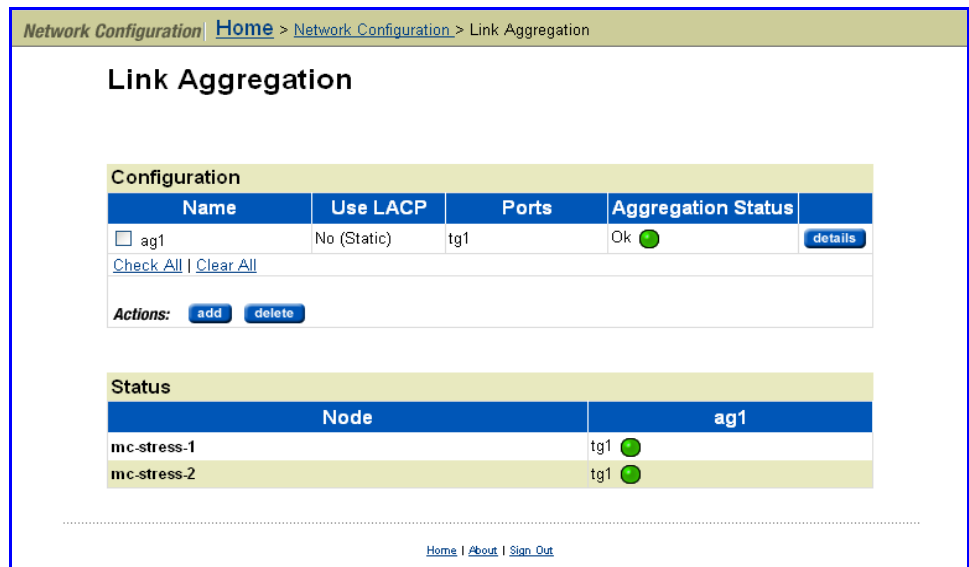 Network Configuration Home > Network Configuration > Link Aggregation
Link Aggregation
Configuration
Name Use LACP Ports Aggregation Status
ag1 No (Static) tg1 Ok details
Check All | Clear All
Actions: add delete
Status
Node ag1
mc-stress-1 tg1
mc-stress-2 tg1
Home | About | Sign Out